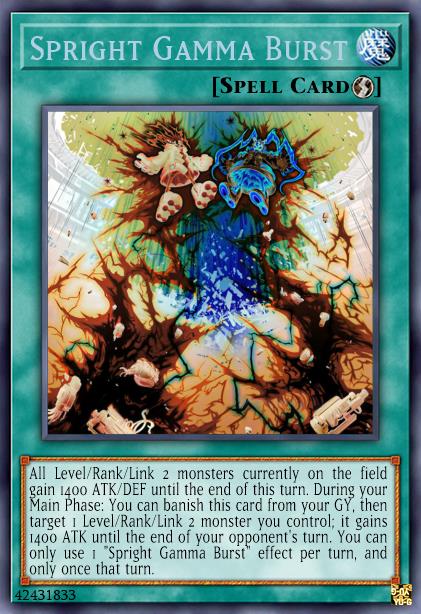 SPRIGHT GAMMA BURST 魔
[SPELL CARD]
All Level/Rank/Link 2 monsters currently on the field
gain 1400 ATK/DEF until the end of this turn. During your
Main Phase: You can banish this card from your GY, then
target 1 Level/Rank/Link 2 monster you control; it gains
1400 ATK until the end of your opponent's turn. You can
only use 1 "Spright Gamma Burst" effect per turn, and
only once that turn.
42431833